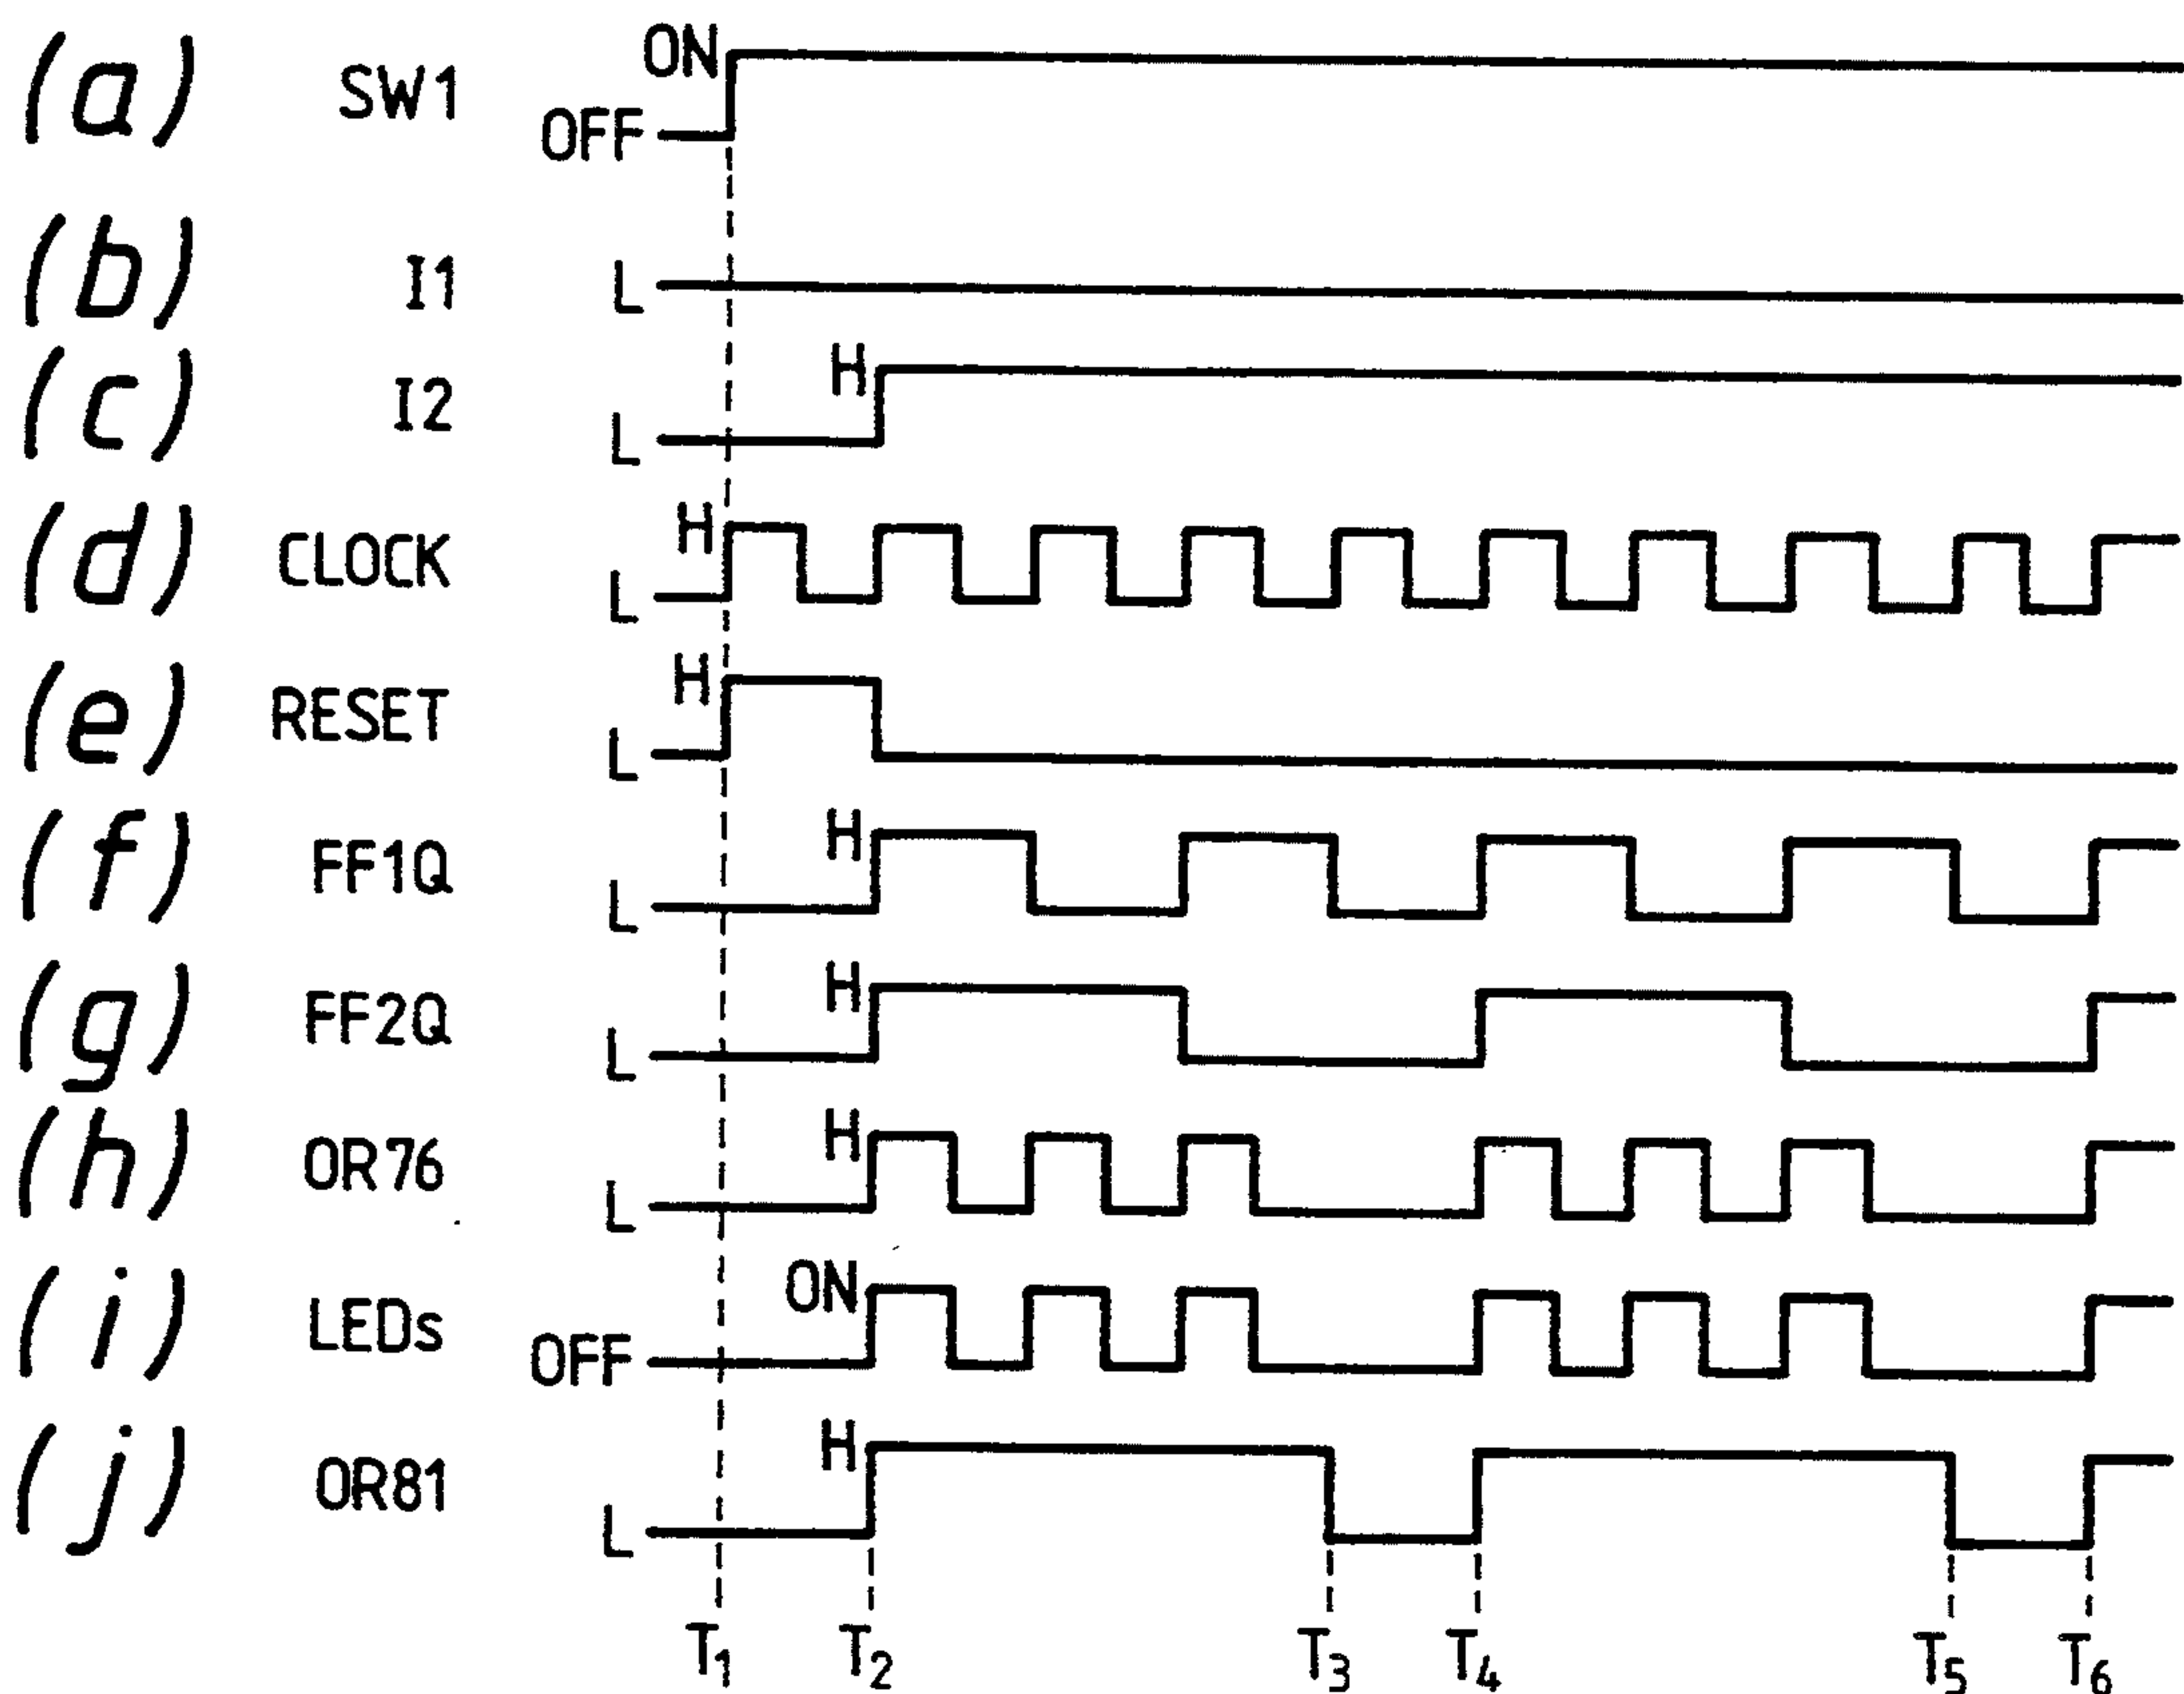 (a) SW1 ON
OFF
(b) I1 L
(c) I2 H
L
(d) CLOCK H
L
(e) RESET H
L
(f) FF1Q H
L
(g) FF2Q H
L
(h) OR76 H
L
(i) LEDs ON
OFF
(j) OR81 H
L
T1 T2 T3 T4 T5 T6